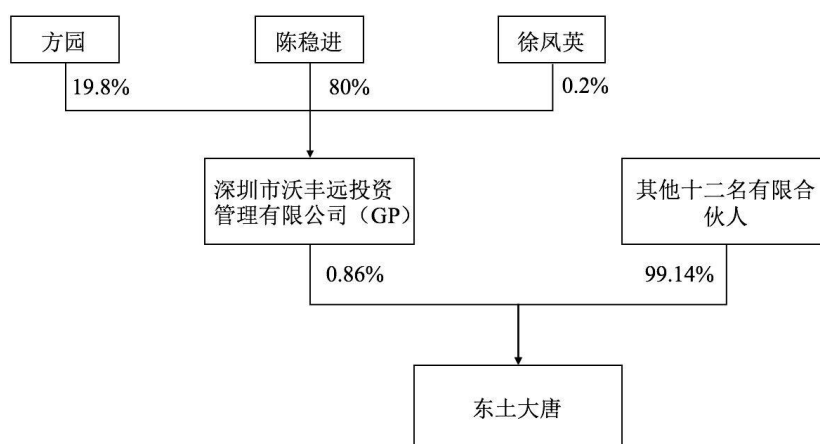 方园
陈稳进
徐凤英
19.8%
80%
0.2%
深圳市沃丰远投资
管理有限公司（GP）
其他十二名有限合
伙人
0.86%
99.14%
东土大唐